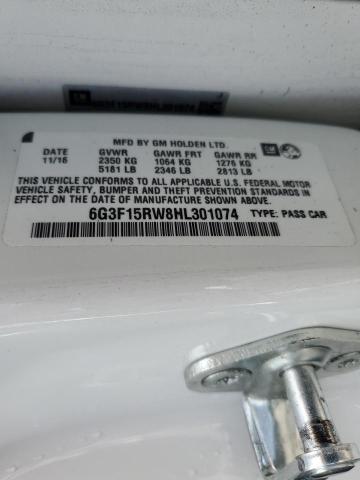 MFD BY GM HOLDEN LTD.
DATE GVWR GAWR FRT GAWR RR
11/16 2350 KG 1064 KG 1276 KG
5181 LB 2346 LB 2813 LB
THIS VEHICLE CONFORMS TO ALL APPLICABLE U.S. FEDERAL MOTOR
VEHICLE SAFETY, BUMPER AND THEFT PREVENTION STANDARDS IN
EFFECT ON THE DATE OF MANUFACTURE SHOWN ABOVE.
6G3F15RW8HL301074 TYPE: PASS CAR